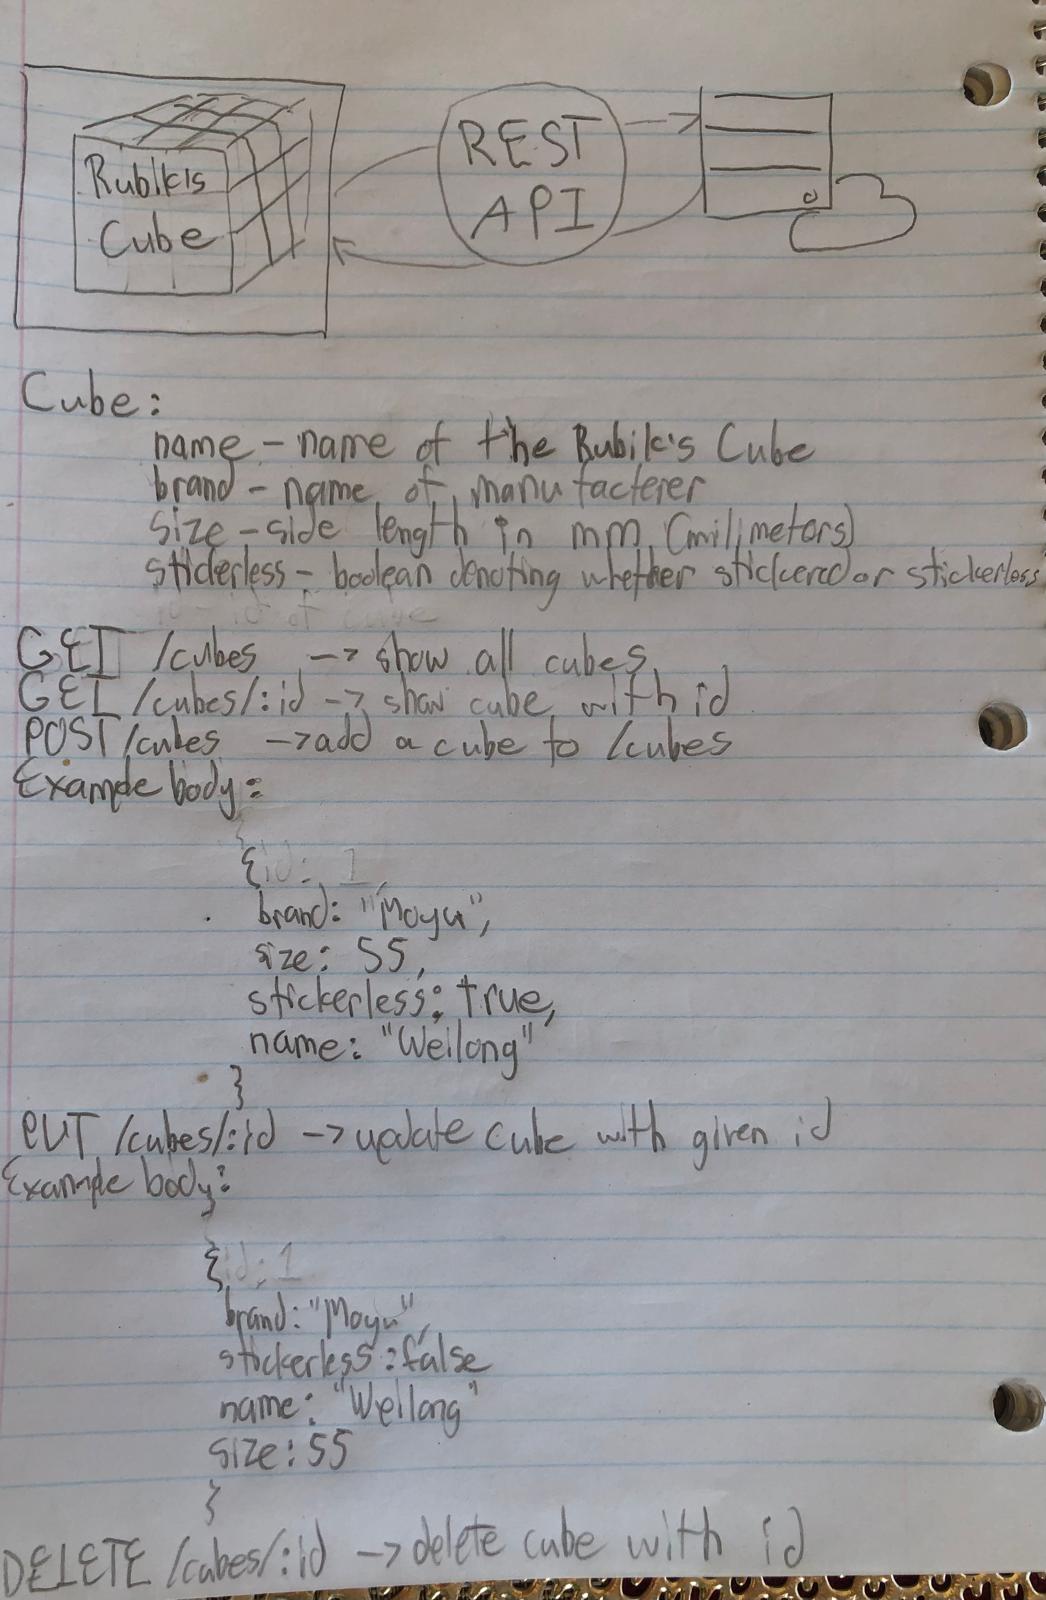 Rubik's
Cube
REST
API
Cube:
name - name of the Rubik's Cube
brand - name of manufacterer
size - side length in mm (milimeters)
stickerless - boolean denoting whether stickered or stickerless
id - id of cube
GET /cubes -> show all cubes
GET /cubes/:id -> show cube with id
POST /cubes -> add a cube to /cubes
Example body:
{id: 1,
brand: "Moyu",
size: 55,
stickerless: true,
name: "Weilong"
}
PUT /cubes/:id -> update cube with given id
Example body:
{id: 1
brand: "Moyu",
stickerless: false
name: "Weilong"
size: 55
}
DELETE /cubes/:id -> delete cube with id